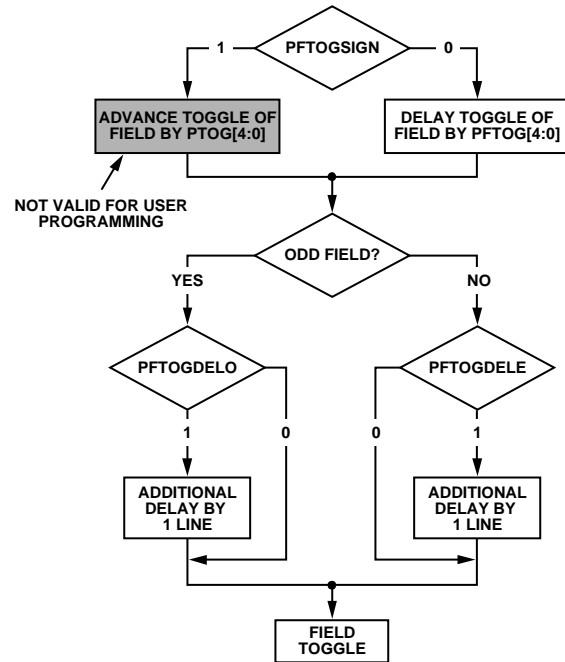 PFTOGSIGN
1
0
ADVANCE TOGGLE OF
FIELD BY PTOG[4:0]
DELAY TOGGLE OF
FIELD BY PFTOG[4:0]
NOT VALID FOR USER
PROGRAMMING
ODD FIELD?
YES
NO
PFTOGDELO
PFTOGDELE
1
0
0
1
ADDITIONAL
DELAY BY
1 LINE
ADDITIONAL
DELAY BY
1 LINE
FIELD
TOGGLE